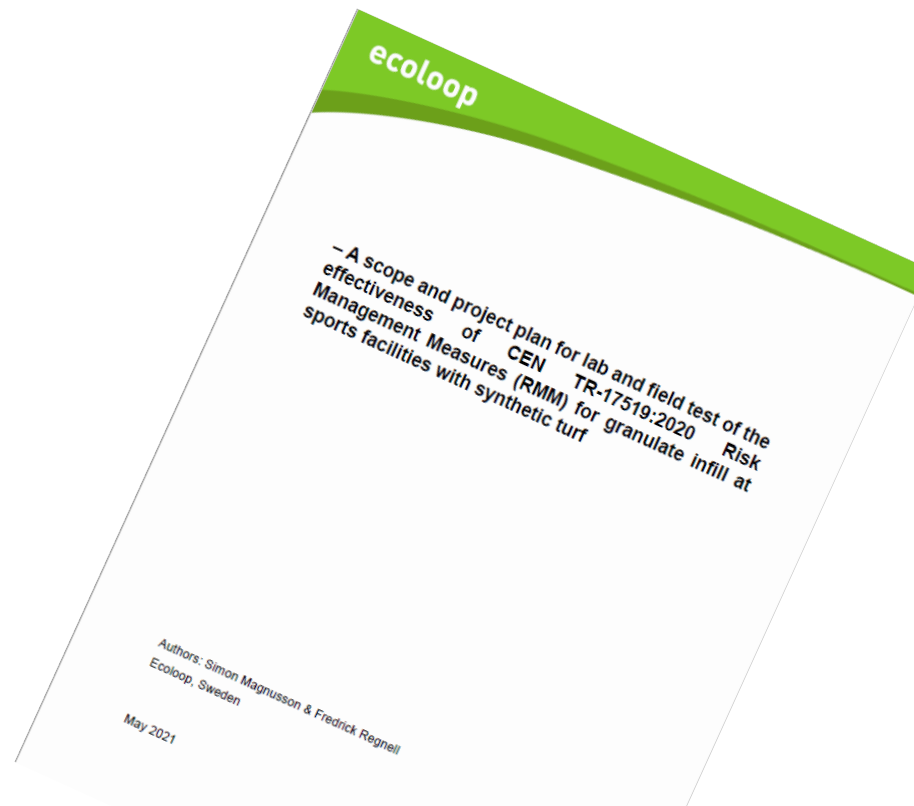 ecoloop
– A scope and project plan for lab and field test of the
effectiveness of CEN TR-17519:2020 Risk
Management Measures (RMM) for granulate infill at
sports facilities with synthetic turf
Authors: Simon Magnusson & Fredrick Regnell
Ecoloop, Sweden
May 2021